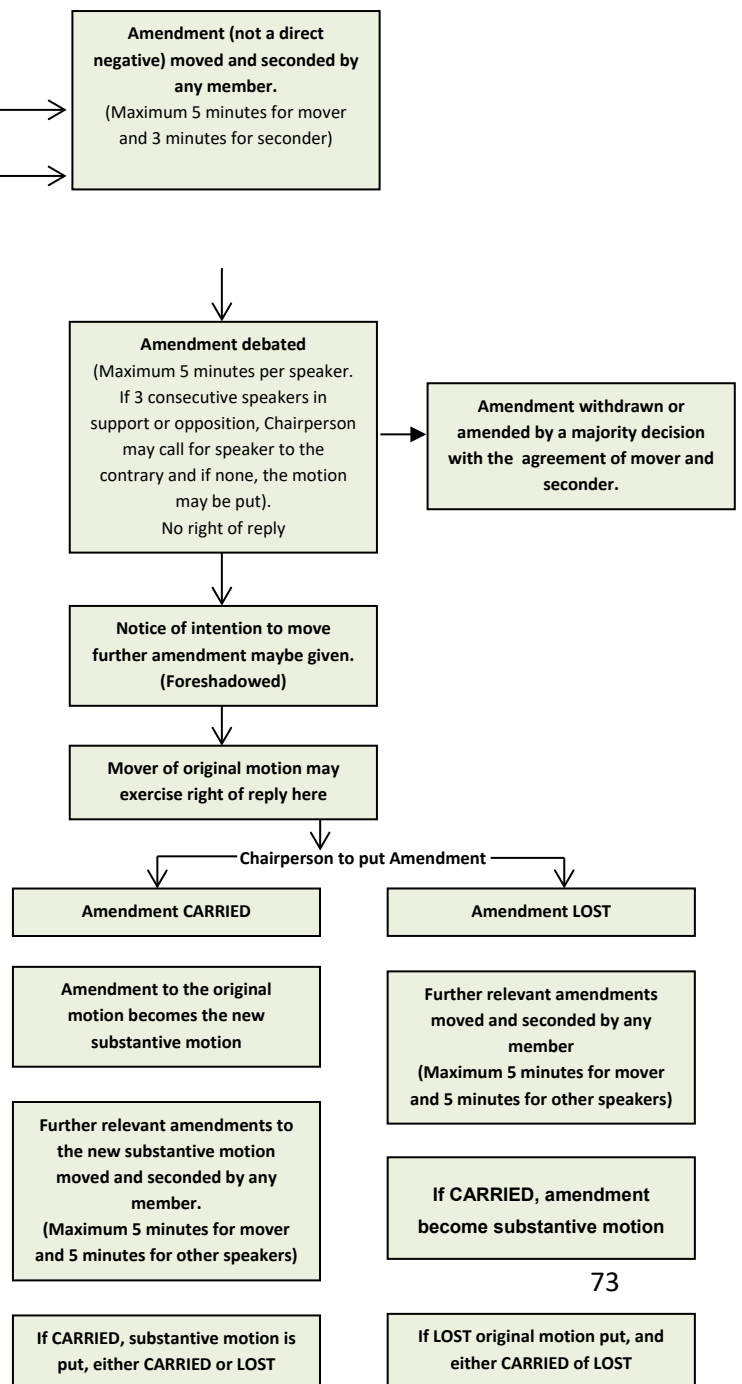 Amendment (not a direct
negative) moved and seconded by
any member.
(Maximum 5 minutes for mover
and 3 minutes for seconder)
Amendment debated
(Maximum 5 minutes per speaker.
If 3 consecutive speakers in
support or opposition, Chairperson
may call for speaker to the
contrary and if none, the motion
may be put).
No right of reply
Amendment withdrawn or
amended by a majority decision
with the agreement of mover and
seconder.
Notice of intention to move
further amendment maybe given.
(Foreshadowed)
Mover of original motion may
exercise right of reply here
Chairperson to put Amendment
Amendment CARRIED
Amendment to the original
motion becomes the new
substantive motion
Further relevant amendments to
the new substantive motion
moved and seconded by any
member.
(Maximum 5 minutes for mover
and 5 minutes for other speakers)
If CARRIED, substantive motion is
put, either CARRIED or LOST
Amendment LOST
Further relevant amendments
moved and seconded by any
member
(Maximum 5 minutes for mover
and 5 minutes for other speakers)
If CARRIED, amendment
become substantive motion
73
If LOST original motion put, and
either CARRIED of LOST